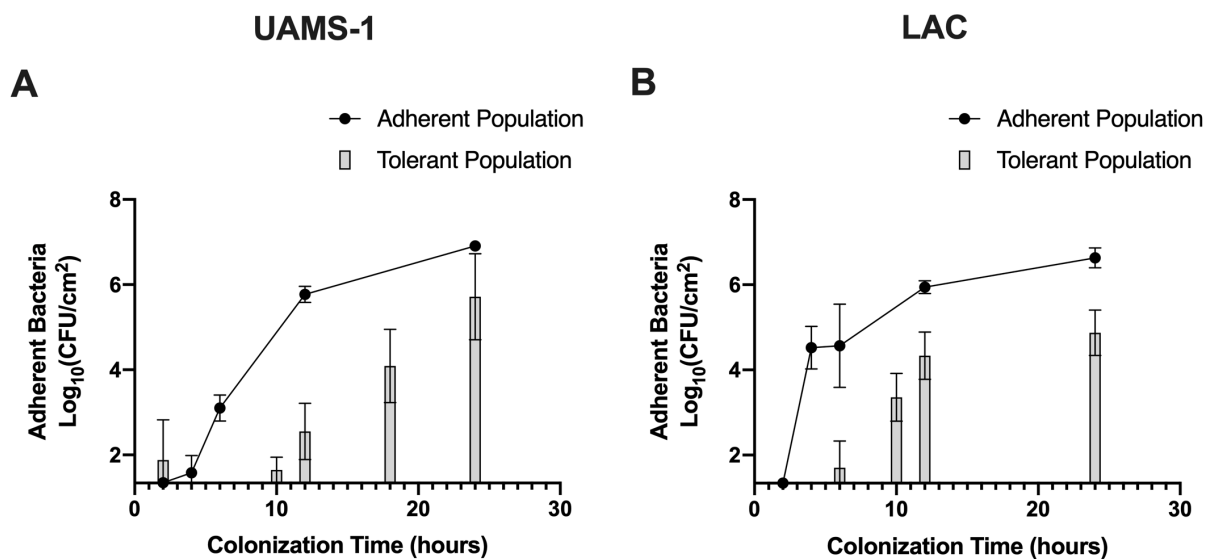 UAMS-1
LAC
A
Adherent Population
Tolerant Population
Adherent Bacteria
Log₁₀(CFU/cm²)
8
6
4
2
0
10
20
30
Colonization Time (hours)
B
Adherent Population
Tolerant Population
Adherent Bacteria
Log₁₀(CFU/cm²)
8
6
4
2
0
10
20
30
Colonization Time (hours)